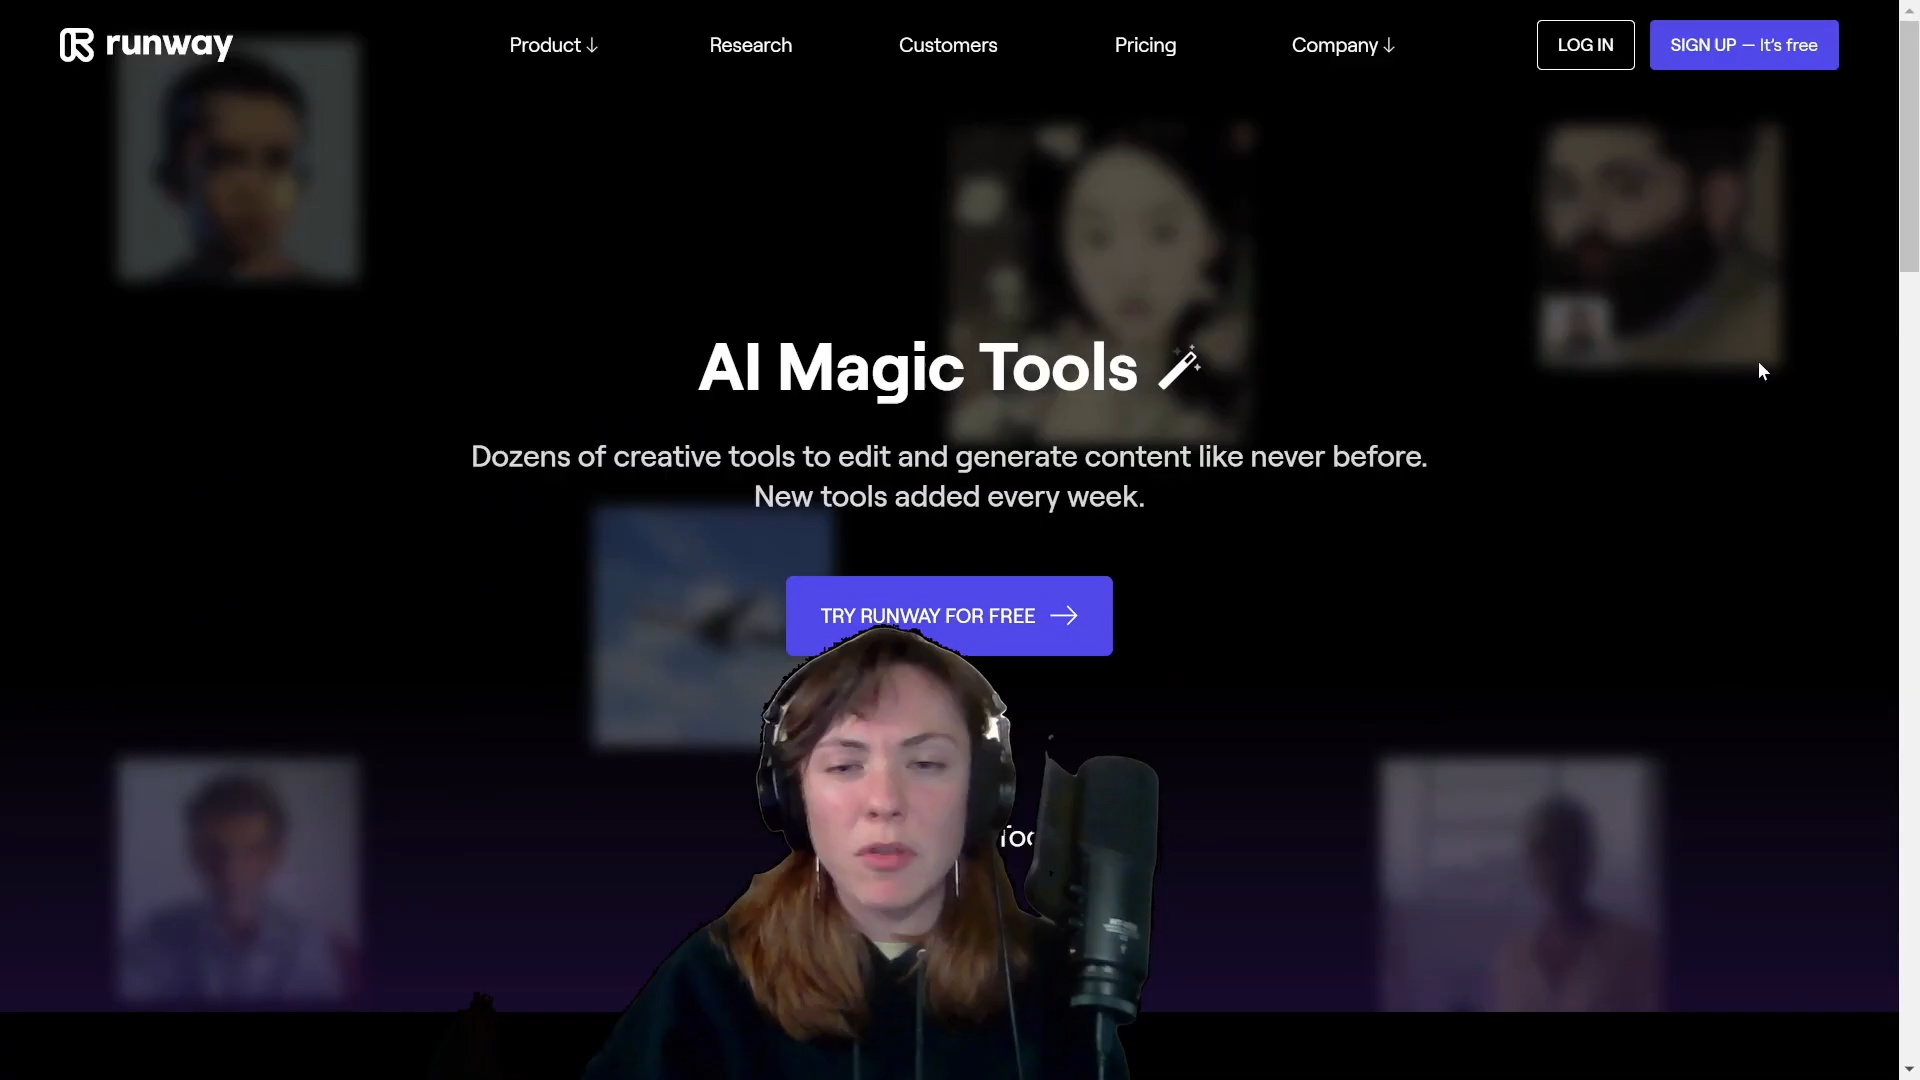 runway
Product ↓
Research
Customers
Pricing
Company ↓
LOG IN
SIGN UP — It's free
AI Magic Tools
Dozens of creative tools to edit and generate content like never before.
New tools added every week.
TRY RUNWAY FOR FREE →